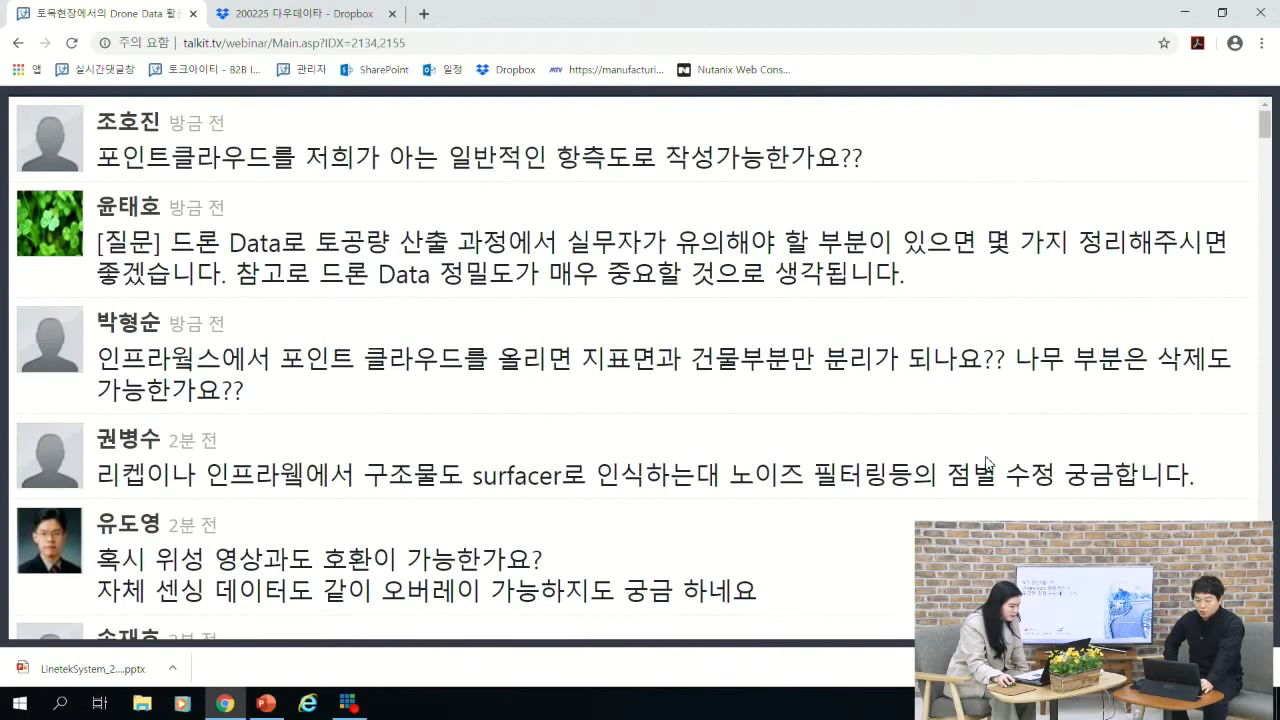 토목현장에서의 Drone Data 활용
200225 다우데이타 - Dropbox
주의 요함 | talkit.tv/webinar/Main.asp?IDX=2134,2155
앱
실시간댓글창
토크아이티 - B2B I...
관리자
SharePoint
일정
Dropbox
https://manufacturi...
Nutanix Web Cons...
조호진 방금 전
포인트클라우드를 저희가 아는 일반적인 항측도로 작성가능한가요??
윤태호 방금 전
[질문] 드론 Data로 토공량 산출 과정에서 실무자가 유의해야 할 부분이 있으면 몇 가지 정리해주시면
좋겠습니다. 참고로 드론 Data 정밀도가 매우 중요할 것으로 생각됩니다.
박형순 방금 전
인프라웍스에서 포인트 클라우드를 올리면 지표면과 건물부분만 분리가 되나요?? 나무 부분은 삭제도
가능한가요??
권병수 2분 전
리켑이나 인프라웤에서 구조물도 surfacer로 인식하는대 노이즈 필터링등의 점별 수정 궁금합니다.
유도영 2분 전
혹시 위성 영상과도 호환이 가능한가요?
자체 센싱 데이터도 같이 오버레이 가능하지도 궁금 하네요
LInetekSystem_2....pptx